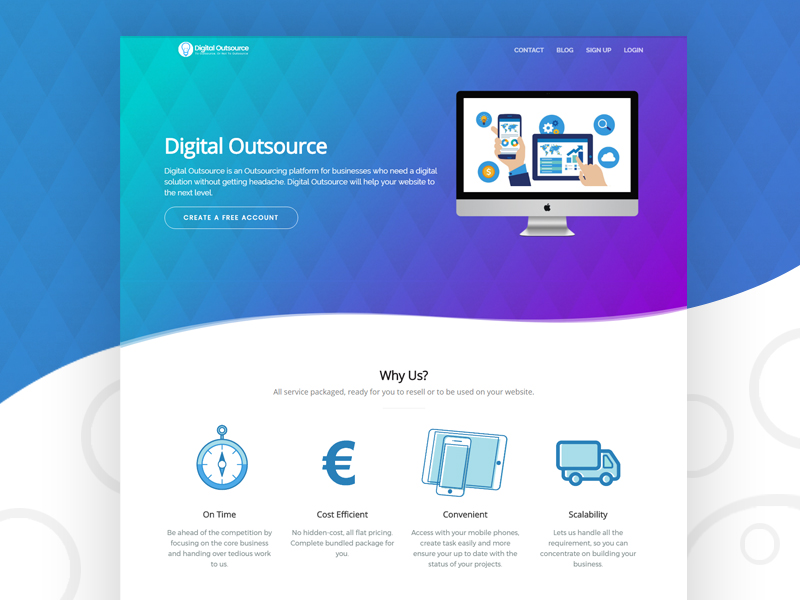 Digital Outsource
CONTACT BLOG SIGN UP LOGIN
Digital Outsource
Digital Outsource is an Outsourcing platform for businesses who need a digital
solution without getting headache. Digital Outsource will help your website to
the next level.
CREATE A FREE ACCOUNT
$
Why Us?
All service packaged, ready for you to resell or to be used on your website.
€
On Time
Cost Efficient
Convenient
Scalability
Be ahead of the competition by
focusing on the core business
and handing over tedious work
to us.
No hidden-cost, all flat pricing.
Complete bundled package for
you.
Access with your mobile phones,
create task easily and more
ensure your up to date with the
status of your projects.
Lets us handle all the
requirement, so you can
concentrate on building your
business.